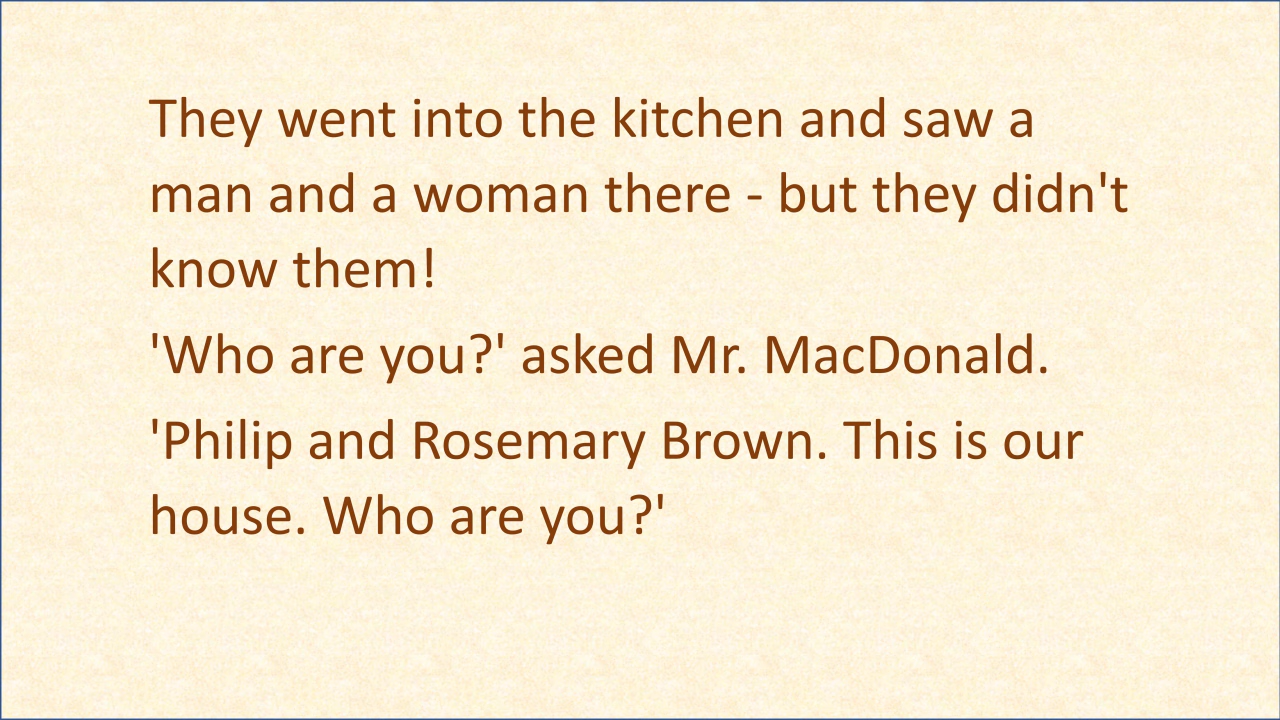 They went into the kitchen and saw a
man and a woman there - but they didn't
know them!
'Who are you?' asked Mr. MacDonald.
'Philip and Rosemary Brown. This is our
house. Who are you?'